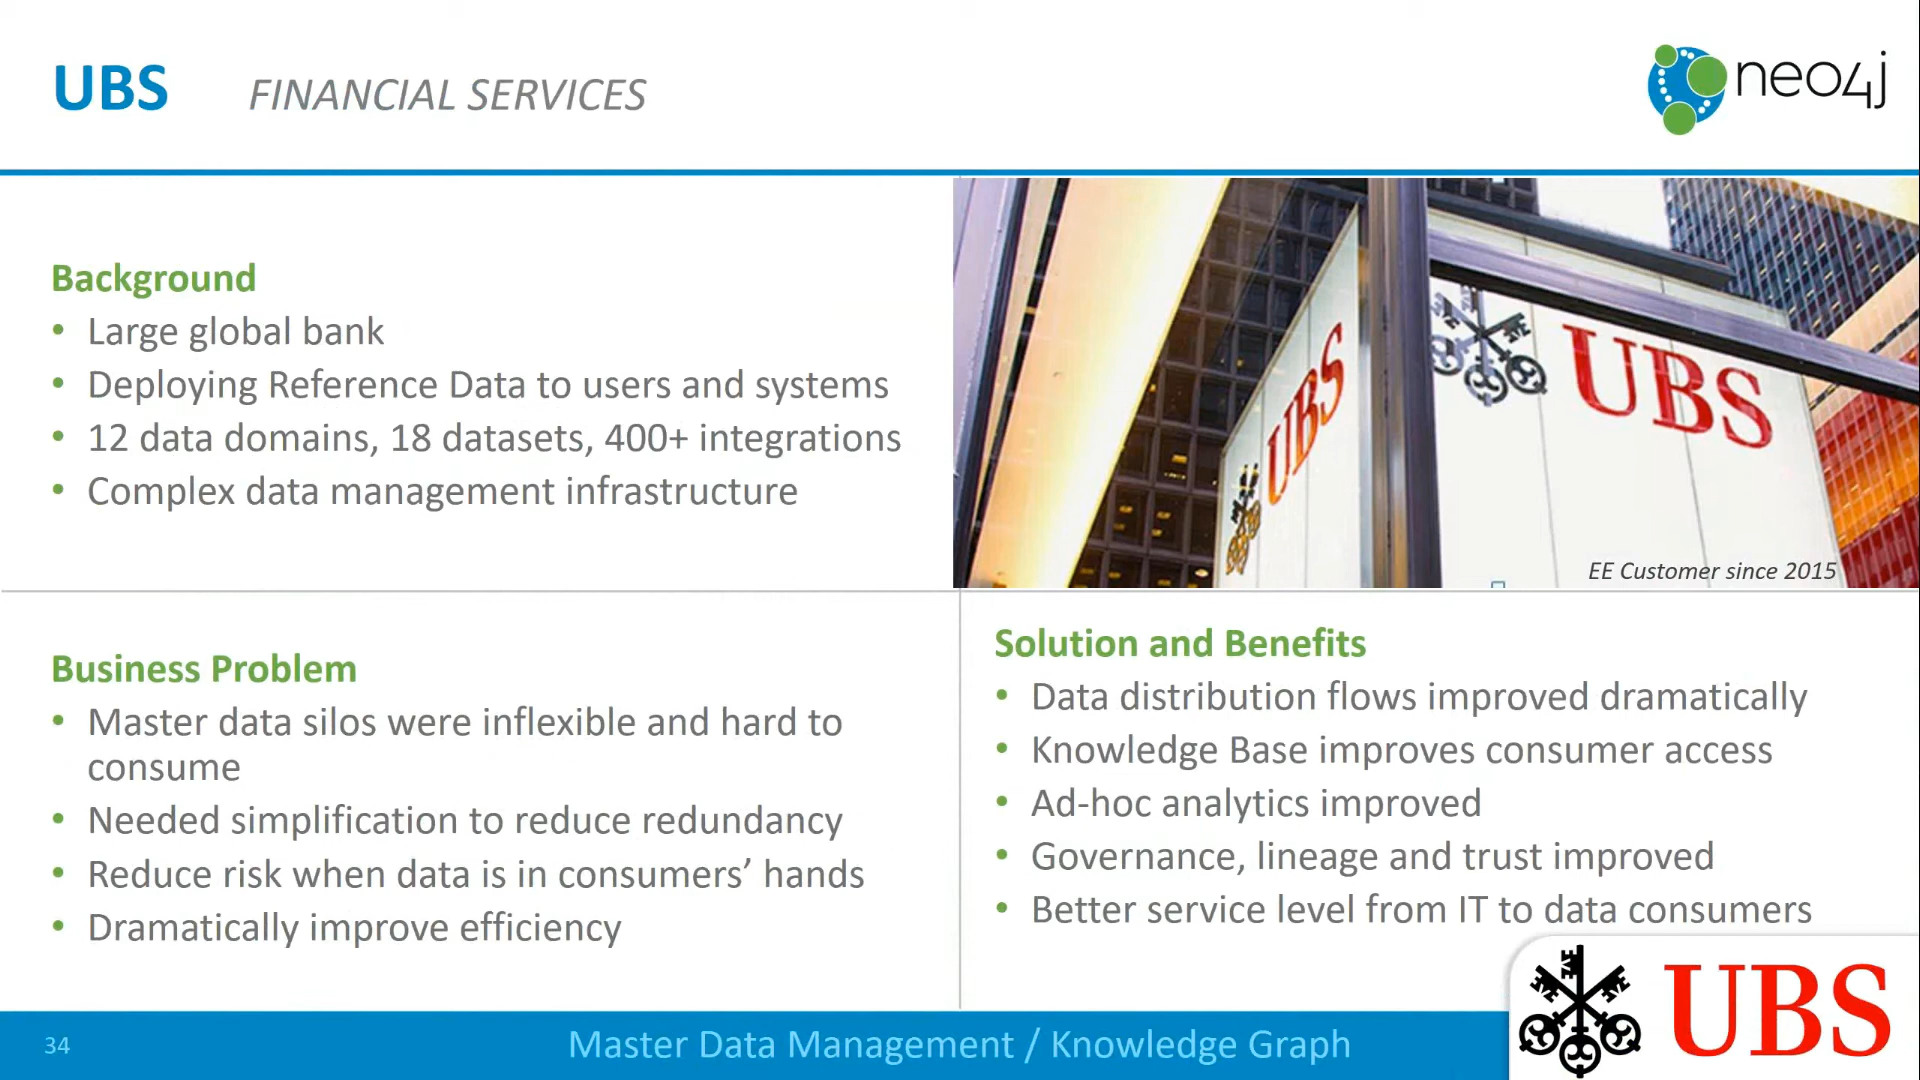 UBS FINANCIAL SERVICES
neo4j
Background
• Large global bank
• Deploying Reference Data to users and systems
• 12 data domains, 18 datasets, 400+ integrations
• Complex data management infrastructure
UBS
UBS
EE Customer since 2015
Business Problem
• Master data silos were inflexible and hard to
consume
• Needed simplification to reduce redundancy
• Reduce risk when data is in consumers’ hands
• Dramatically improve efficiency
Solution and Benefits
• Data distribution flows improved dramatically
• Knowledge Base improves consumer access
• Ad-hoc analytics improved
• Governance, lineage and trust improved
• Better service level from IT to data consumers
34
Master Data Management / Knowledge Graph
UBS